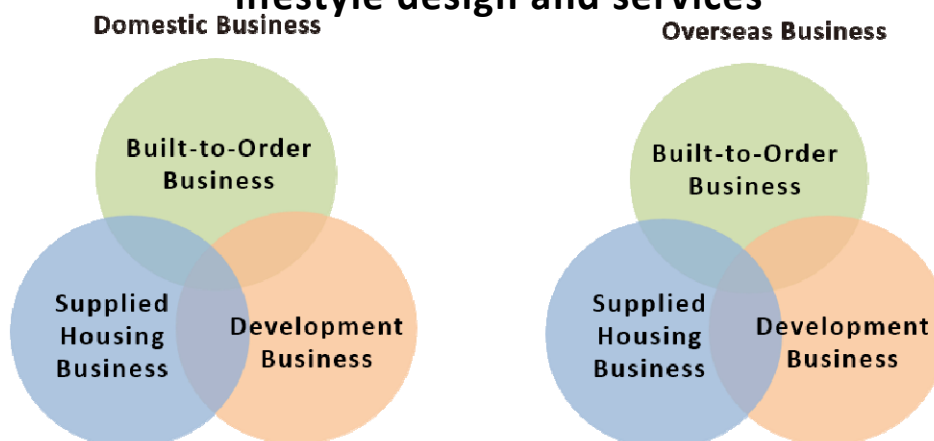 lifestyle design and services
Domestic Business
Overseas Business
Built-to-Order
Business
Built-to-Order
Business
Supplied
Housing
Business
Development
Business
Supplied
Housing
Business
Development
Business